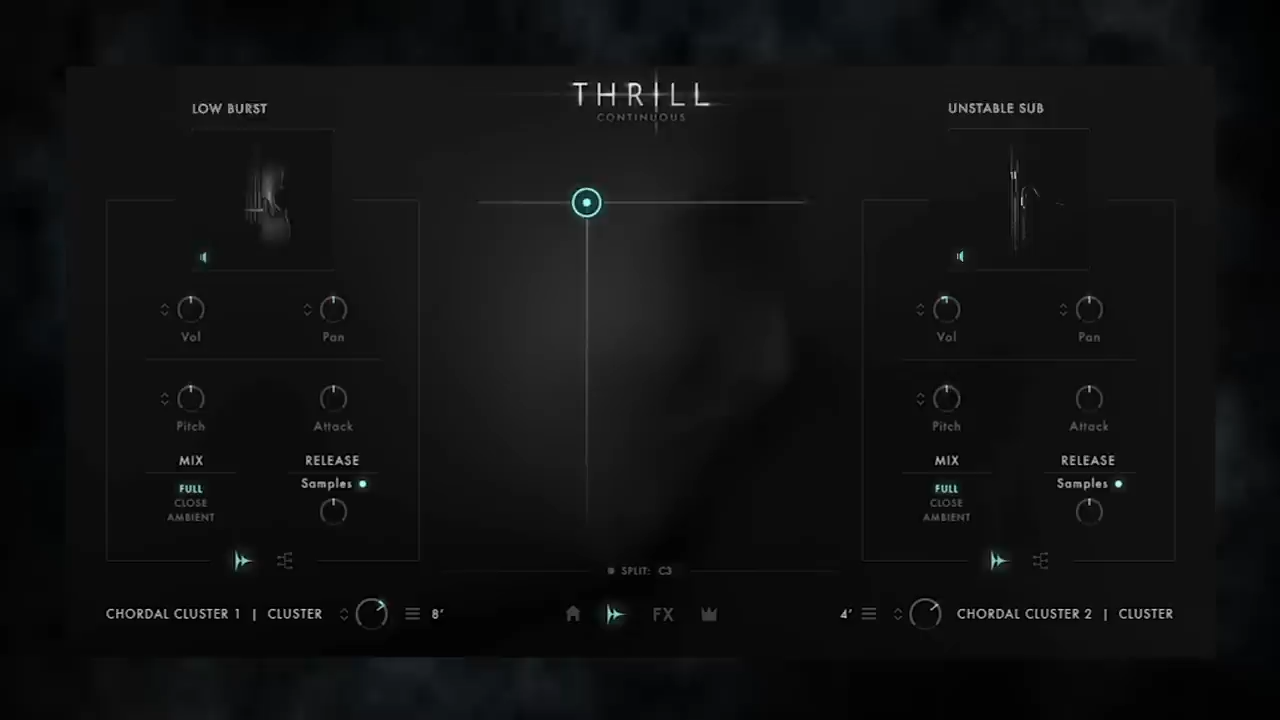 THRILL
CONTINUOUS
LOW BURST
Vol
Pan
Pitch
Attack
MIX
RELEASE
Samples
FULL
CLOSE
AMBIENT
UNSTABLE SUB
Vol
Pan
Pitch
Attack
MIX
RELEASE
Samples
FULL
CLOSE
AMBIENT
SPLIT: C3
CHORDAL CLUSTER 1 | CLUSTER
8'
FX
4'
CHORDAL CLUSTER 2 | CLUSTER